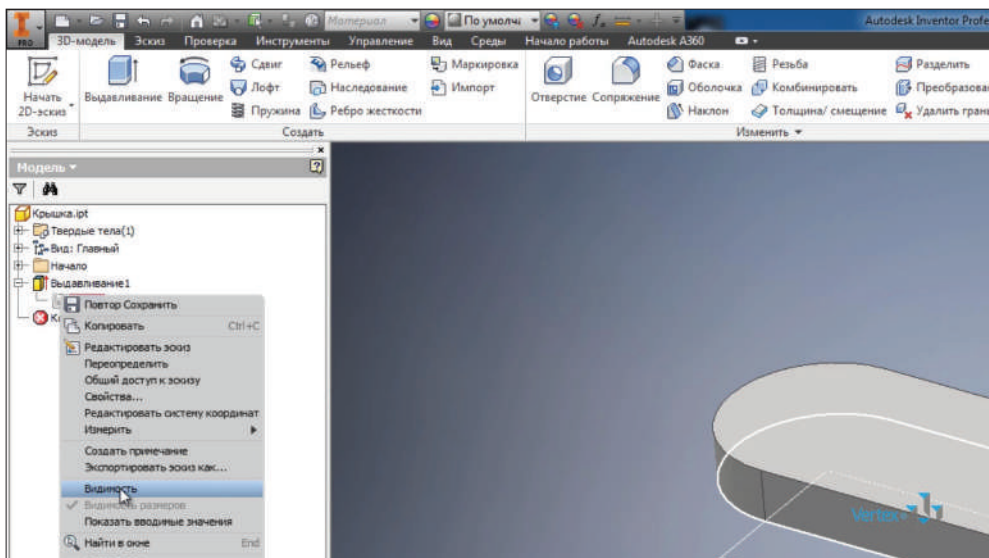 Материал По умолч Autodesk Inventor Profe
PRO 3D-модель Эскиз Проверка Инструменты Управление Вид Среды Начало работы Autodesk A360
Начать 2D-эскиз
Выдавливание Вращение
Сдвиг Рельеф Маркировка
Лофт Наследование Импорт
Пружина Ребро жесткости
Отверстие Сопряжение
Фаска Резьба Разделить
Оболочка Комбинировать Преобразова
Наклон Толщина/ смещение Удалить гран
Эскиз Создать Изменить
Модель
Крышка.ipt
Твердые тела(1)
Вид: Главный
Начало
Выдавливание1
Повтор Сохранить
Копировать Ctrl+C
Редактировать эскиз
Переопределить
Общий доступ к эскизу
Свойства...
Редактировать систему координат
Измерить
Создать примечание
Экспортировать эскиз как...
Видимость
Видимость размеров
Показать вводимые значения
Найти в окне End
Vertex